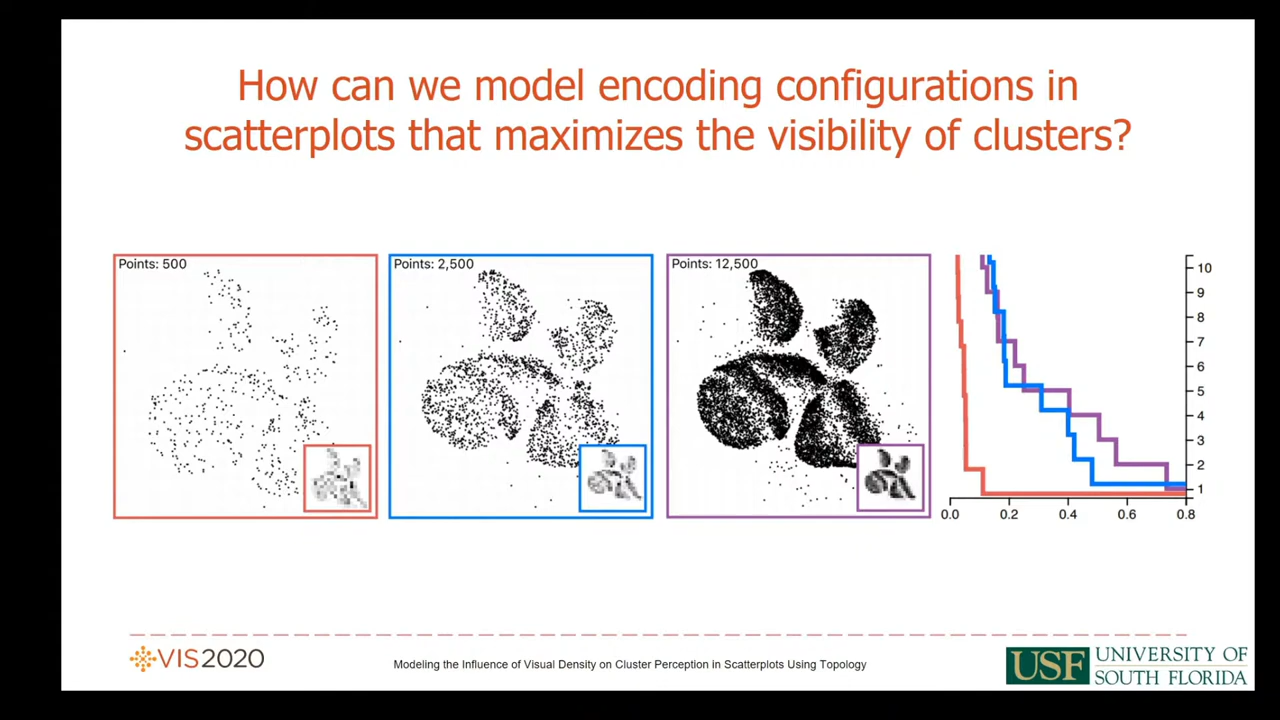 How can we model encoding configurations in
scatterplots that maximizes the visibility of clusters?
Points: 500
Points: 2,500
Points: 12,500
10
9
8
7
6
5
4
3
2
1
0.0 0.2 0.4 0.6 0.8
VIS2020
Modeling the Influence of Visual Density on Cluster Perception in Scatterplots Using Topology
USF
UNIVERSITY OF
SOUTH FLORIDA